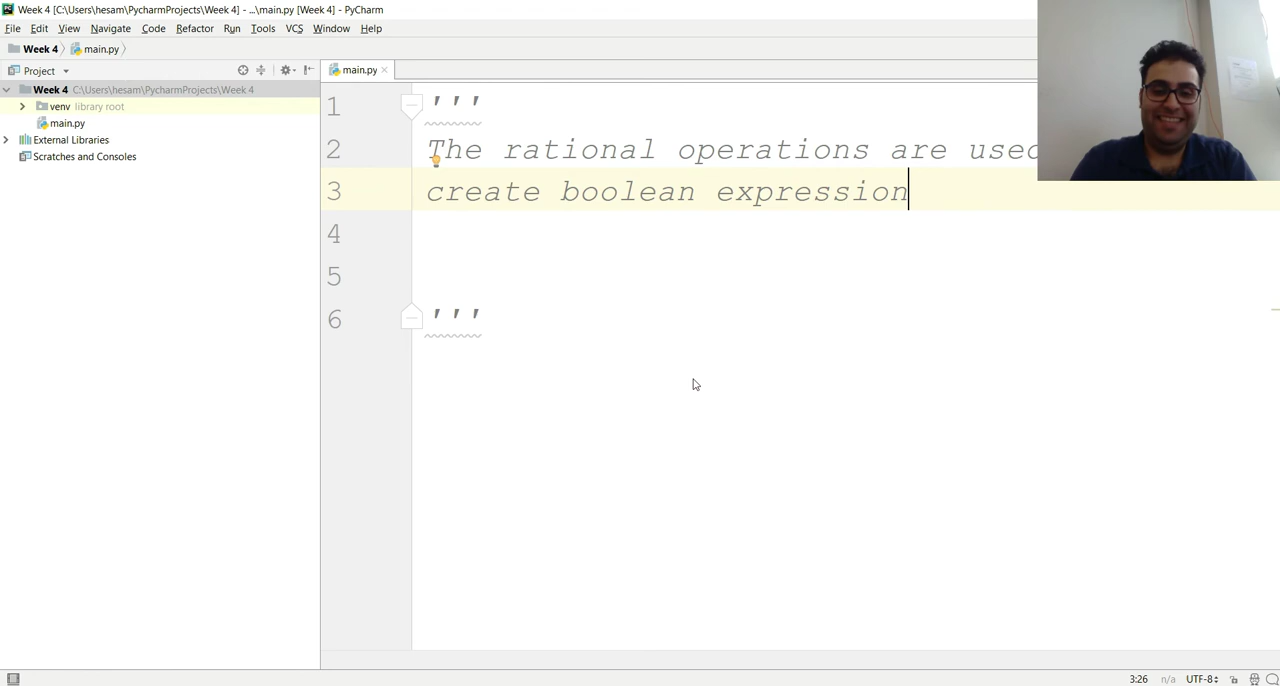 Week 4 [C:\Users\hesam\PycharmProjects\Week 4] - ...\main.py [Week 4] - PyCharm
File Edit View Navigate Code Refactor Run Tools VCS Window Help
Week 4 main.py
Project main.py
Week 4 C:\Users\hesam\PycharmProjects\Week 4
venv library root
main.py
External Libraries
Scratches and Consoles
1 '''
2 The rational operations are used
3 create boolean expression
4
5
6 '''
3:26 n/a UTF-8